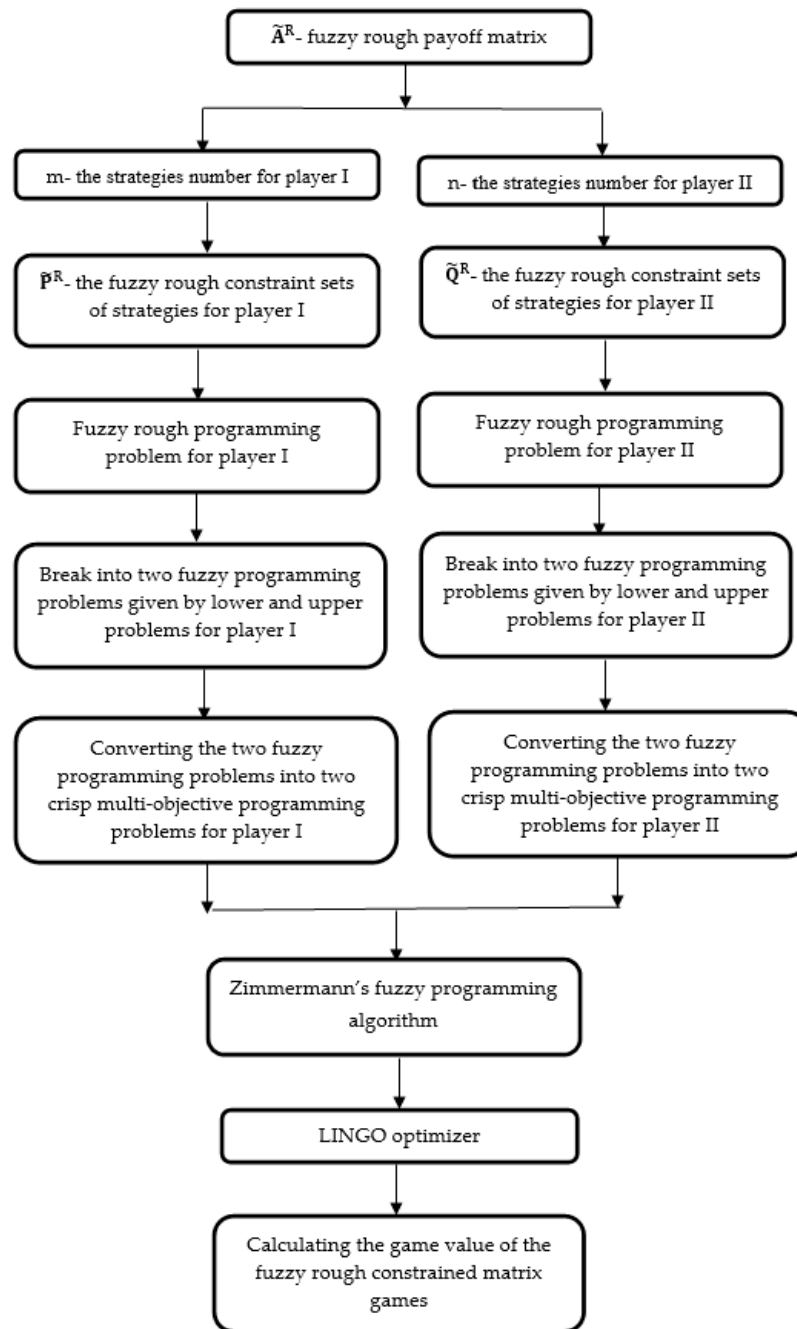 Ã^R- fuzzy rough payoff matrix
m- the strategies number for player I
n- the strategies number for player II
P̃^R- the fuzzy rough constraint sets
of strategies for player I
Q̃^R- the fuzzy rough constraint sets
of strategies for player II
Fuzzy rough programming
problem for player I
Fuzzy rough programming
problem for player II
Break into two fuzzy programming
problems given by lower and upper
problems for player I
Break into two fuzzy programming
problems given by lower and upper
problems for player II
Converting the two fuzzy
programming problems into two
crisp multi-objective programming
problems for player I
Converting the two fuzzy
programming problems into two
crisp multi-objective programming
problems for player II
Zimmermann’s fuzzy programming
algorithm
LINGO optimizer
Calculating the game value of the
fuzzy rough constrained matrix
games